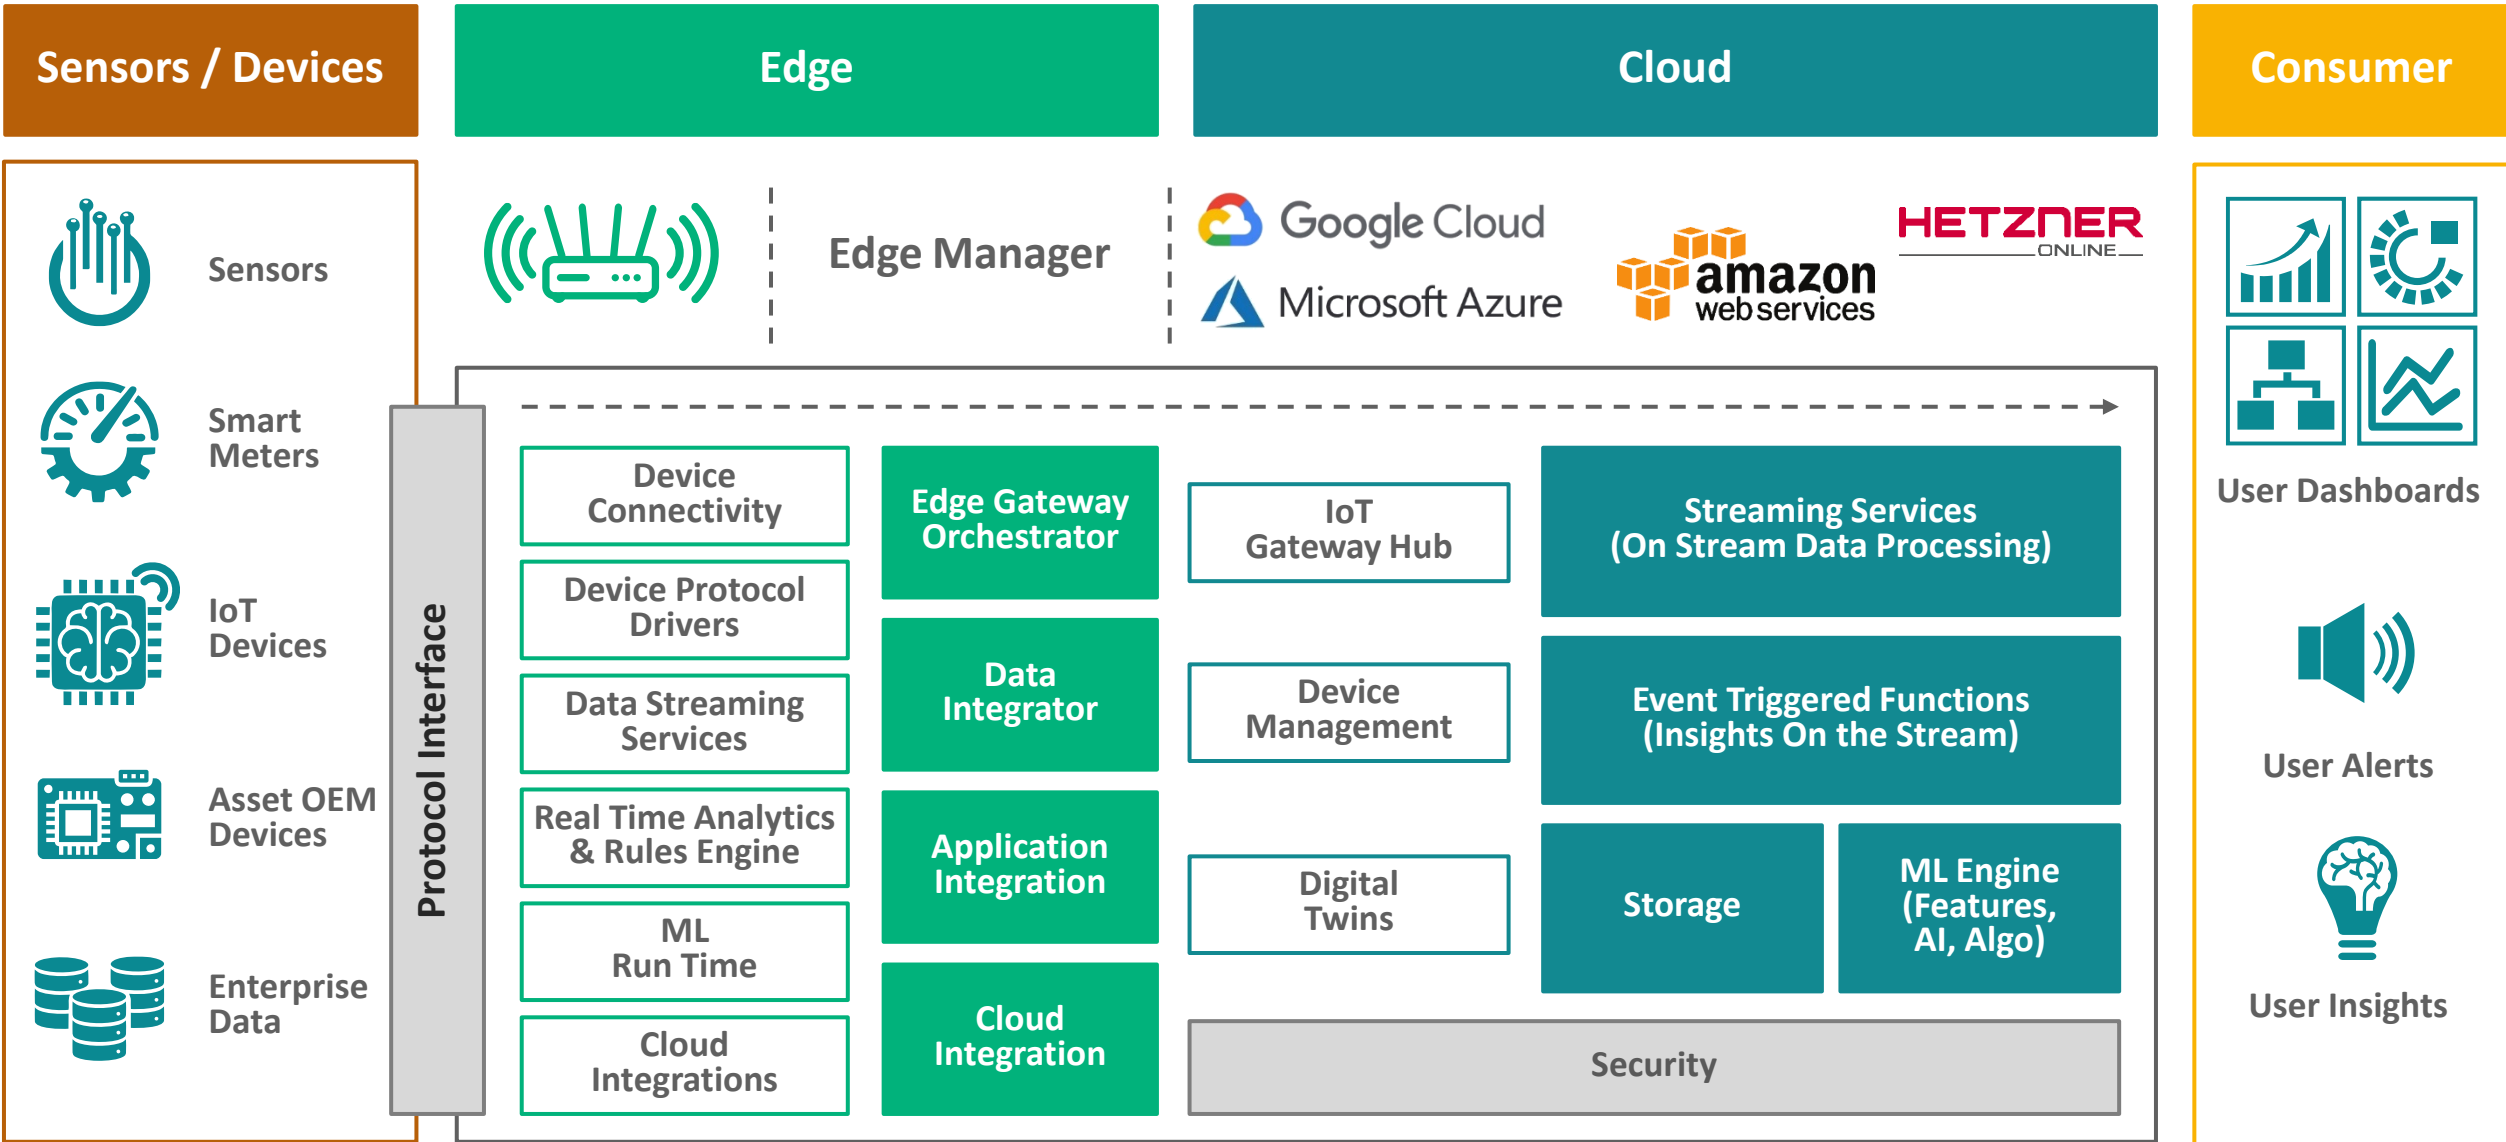 Sensors / Devices
Edge
Cloud
Consumer
Sensors
Smart
Meters
IoT
Devices
Asset OEM
Devices
Enterprise
Data
Protocol Interface
Edge Manager
Google Cloud
Microsoft Azure
amazon
web services
HETZNER
ONLINE
Device
Connectivity
Device Protocol
Drivers
Data Streaming
Services
Real Time Analytics
& Rules Engine
ML
Run Time
Cloud
Integrations
Edge Gateway
Orchestrator
Data
Integrator
Application
Integration
Cloud
Integration
IoT
Gateway Hub
Device
Management
Digital
Twins
Streaming Services
(On Stream Data Processing)
Event Triggered Functions
(Insights On the Stream)
Storage
ML Engine
(Features,
AI, Algo)
Security
User Dashboards
User Alerts
User Insights